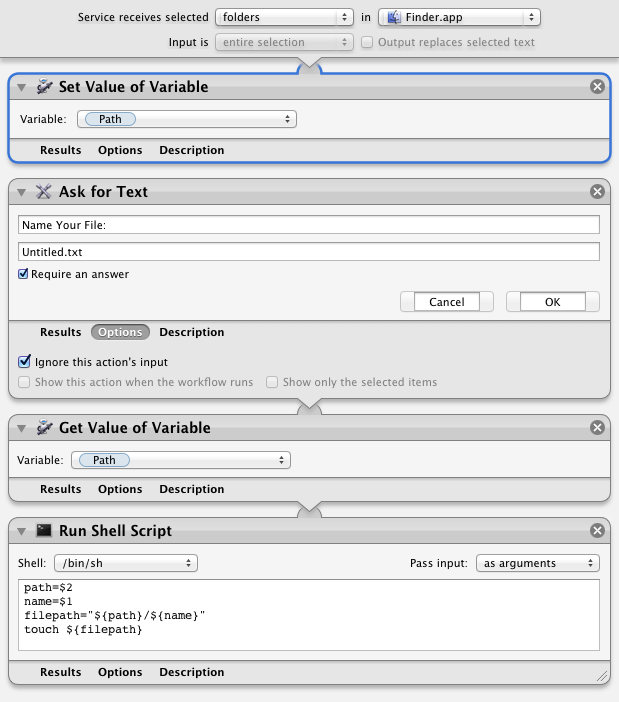 Service receives selected folders in Finder.app
Input is entire selection Output replaces selected text
Set Value of Variable
Variable: Path
Results Options Description
Ask for Text
Name Your File:
Untitled.txt
Require an answer
Cancel OK
Results Options Description
Ignore this action's input
Show this action when the workflow runs Show only the selected items
Get Value of Variable
Variable: Path
Results Options Description
Run Shell Script
Shell: /bin/sh Pass input: as arguments
path=$2
name=$1
filepath="${path}/${name}"
touch ${filepath}
Results Options Description